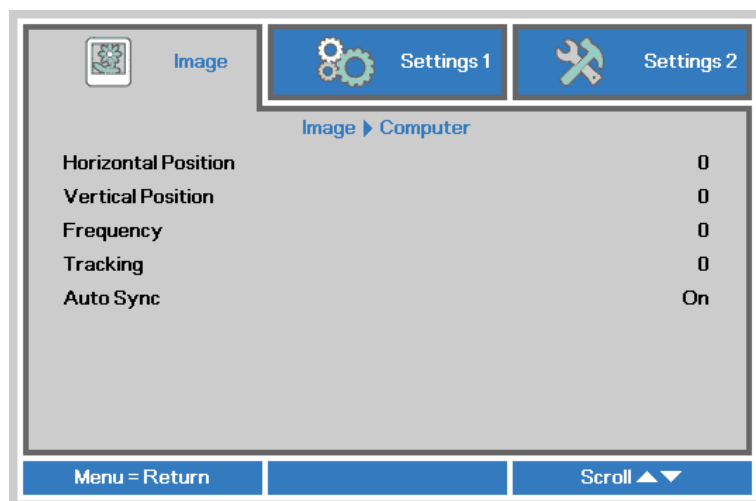 Image
Settings 1
Settings 2
Image ▶ Computer
Horizontal Position 0
Vertical Position 0
Frequency 0
Tracking 0
Auto Sync On
Menu = Return
Scroll ▲▼